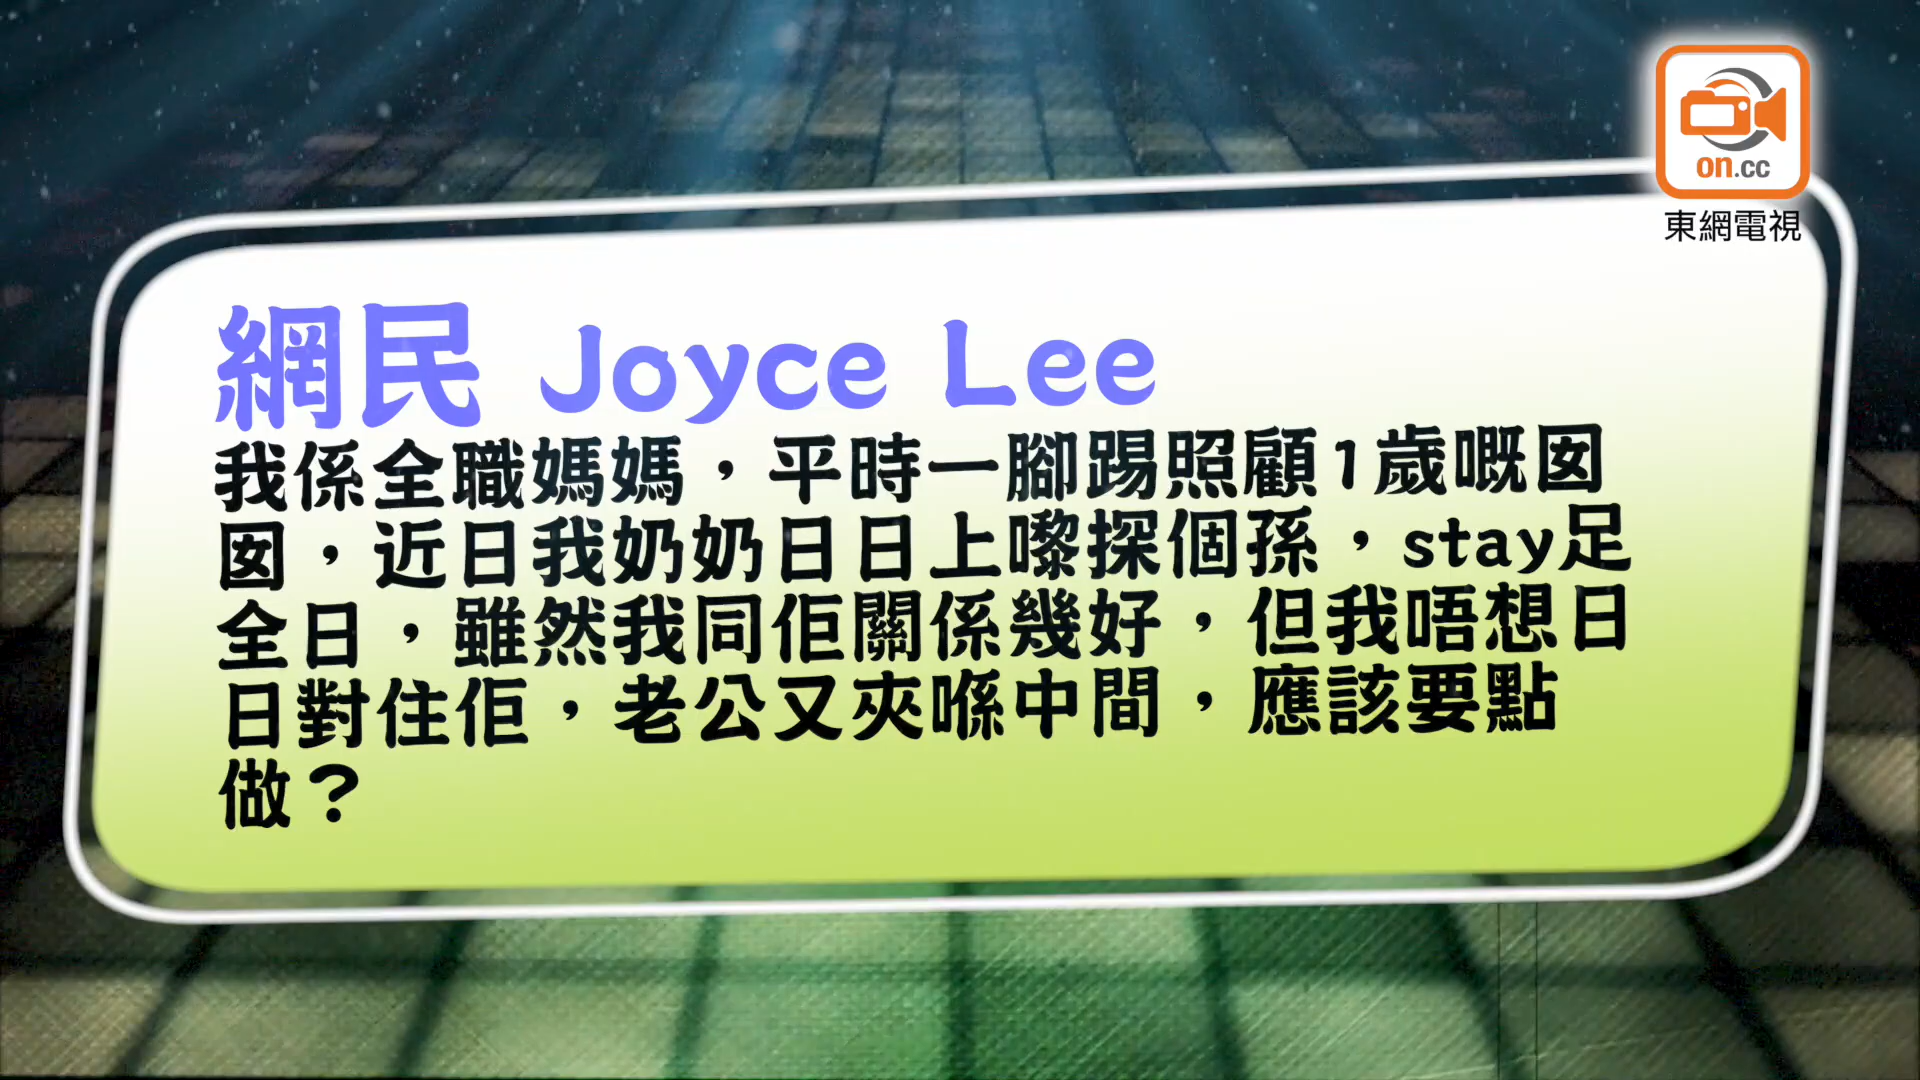 on.cc
東網電視
網民 Joyce Lee
我係全職媽媽，平時一腳踢照顧1歲嘅囡
囡，近日我奶奶日日上嚟探個孫，stay足
全日，雖然我同佢關係幾好，但我唔想日
日對住佢，老公又夾喺中間，應該要點
做？